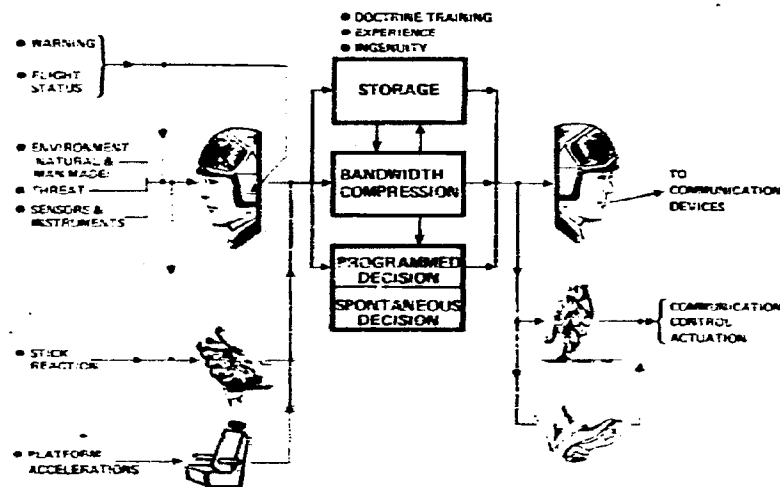 ● DOCTRINE TRAINING
● EXPERIENCE
● INGENUITY
● WARNING
● FLIGHT
STATUS
● ENVIRONMENT
NATURAL &
MAN MADE
● THREAT
● SENSORS &
INSTRUMENTS
● STICK
REACTION
● PLATFORM
ACCELERATIONS
STORAGE
BANDWIDTH
COMPRESSION
PROGRAMMED
DECISION
SPONTANEOUS
DECISION
TO
COMMUNICATION
DEVICES
COMMUNICATION
CONTROL
ACTUATION